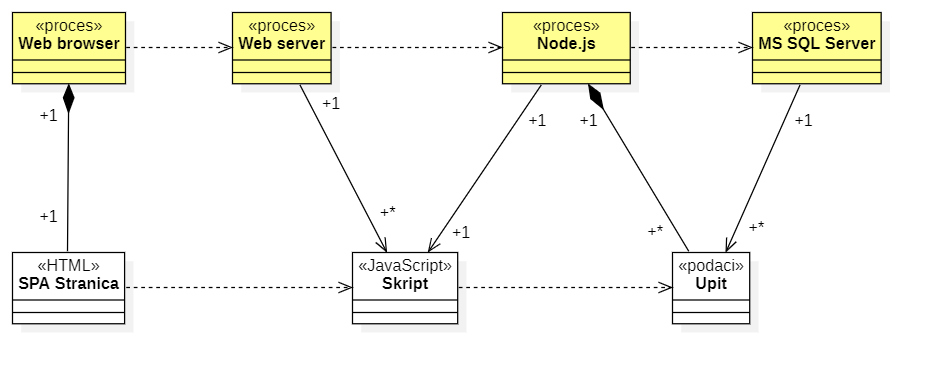 «proces»
Web browser
«proces»
Web server
«proces»
Node.js
«proces»
MS SQL Server
+1
+1
+1
+1
+1
+1
+*
+1
+*
+*
«HTML»
SPA Stranica
«JavaScript»
Skript
«podaci»
Upit